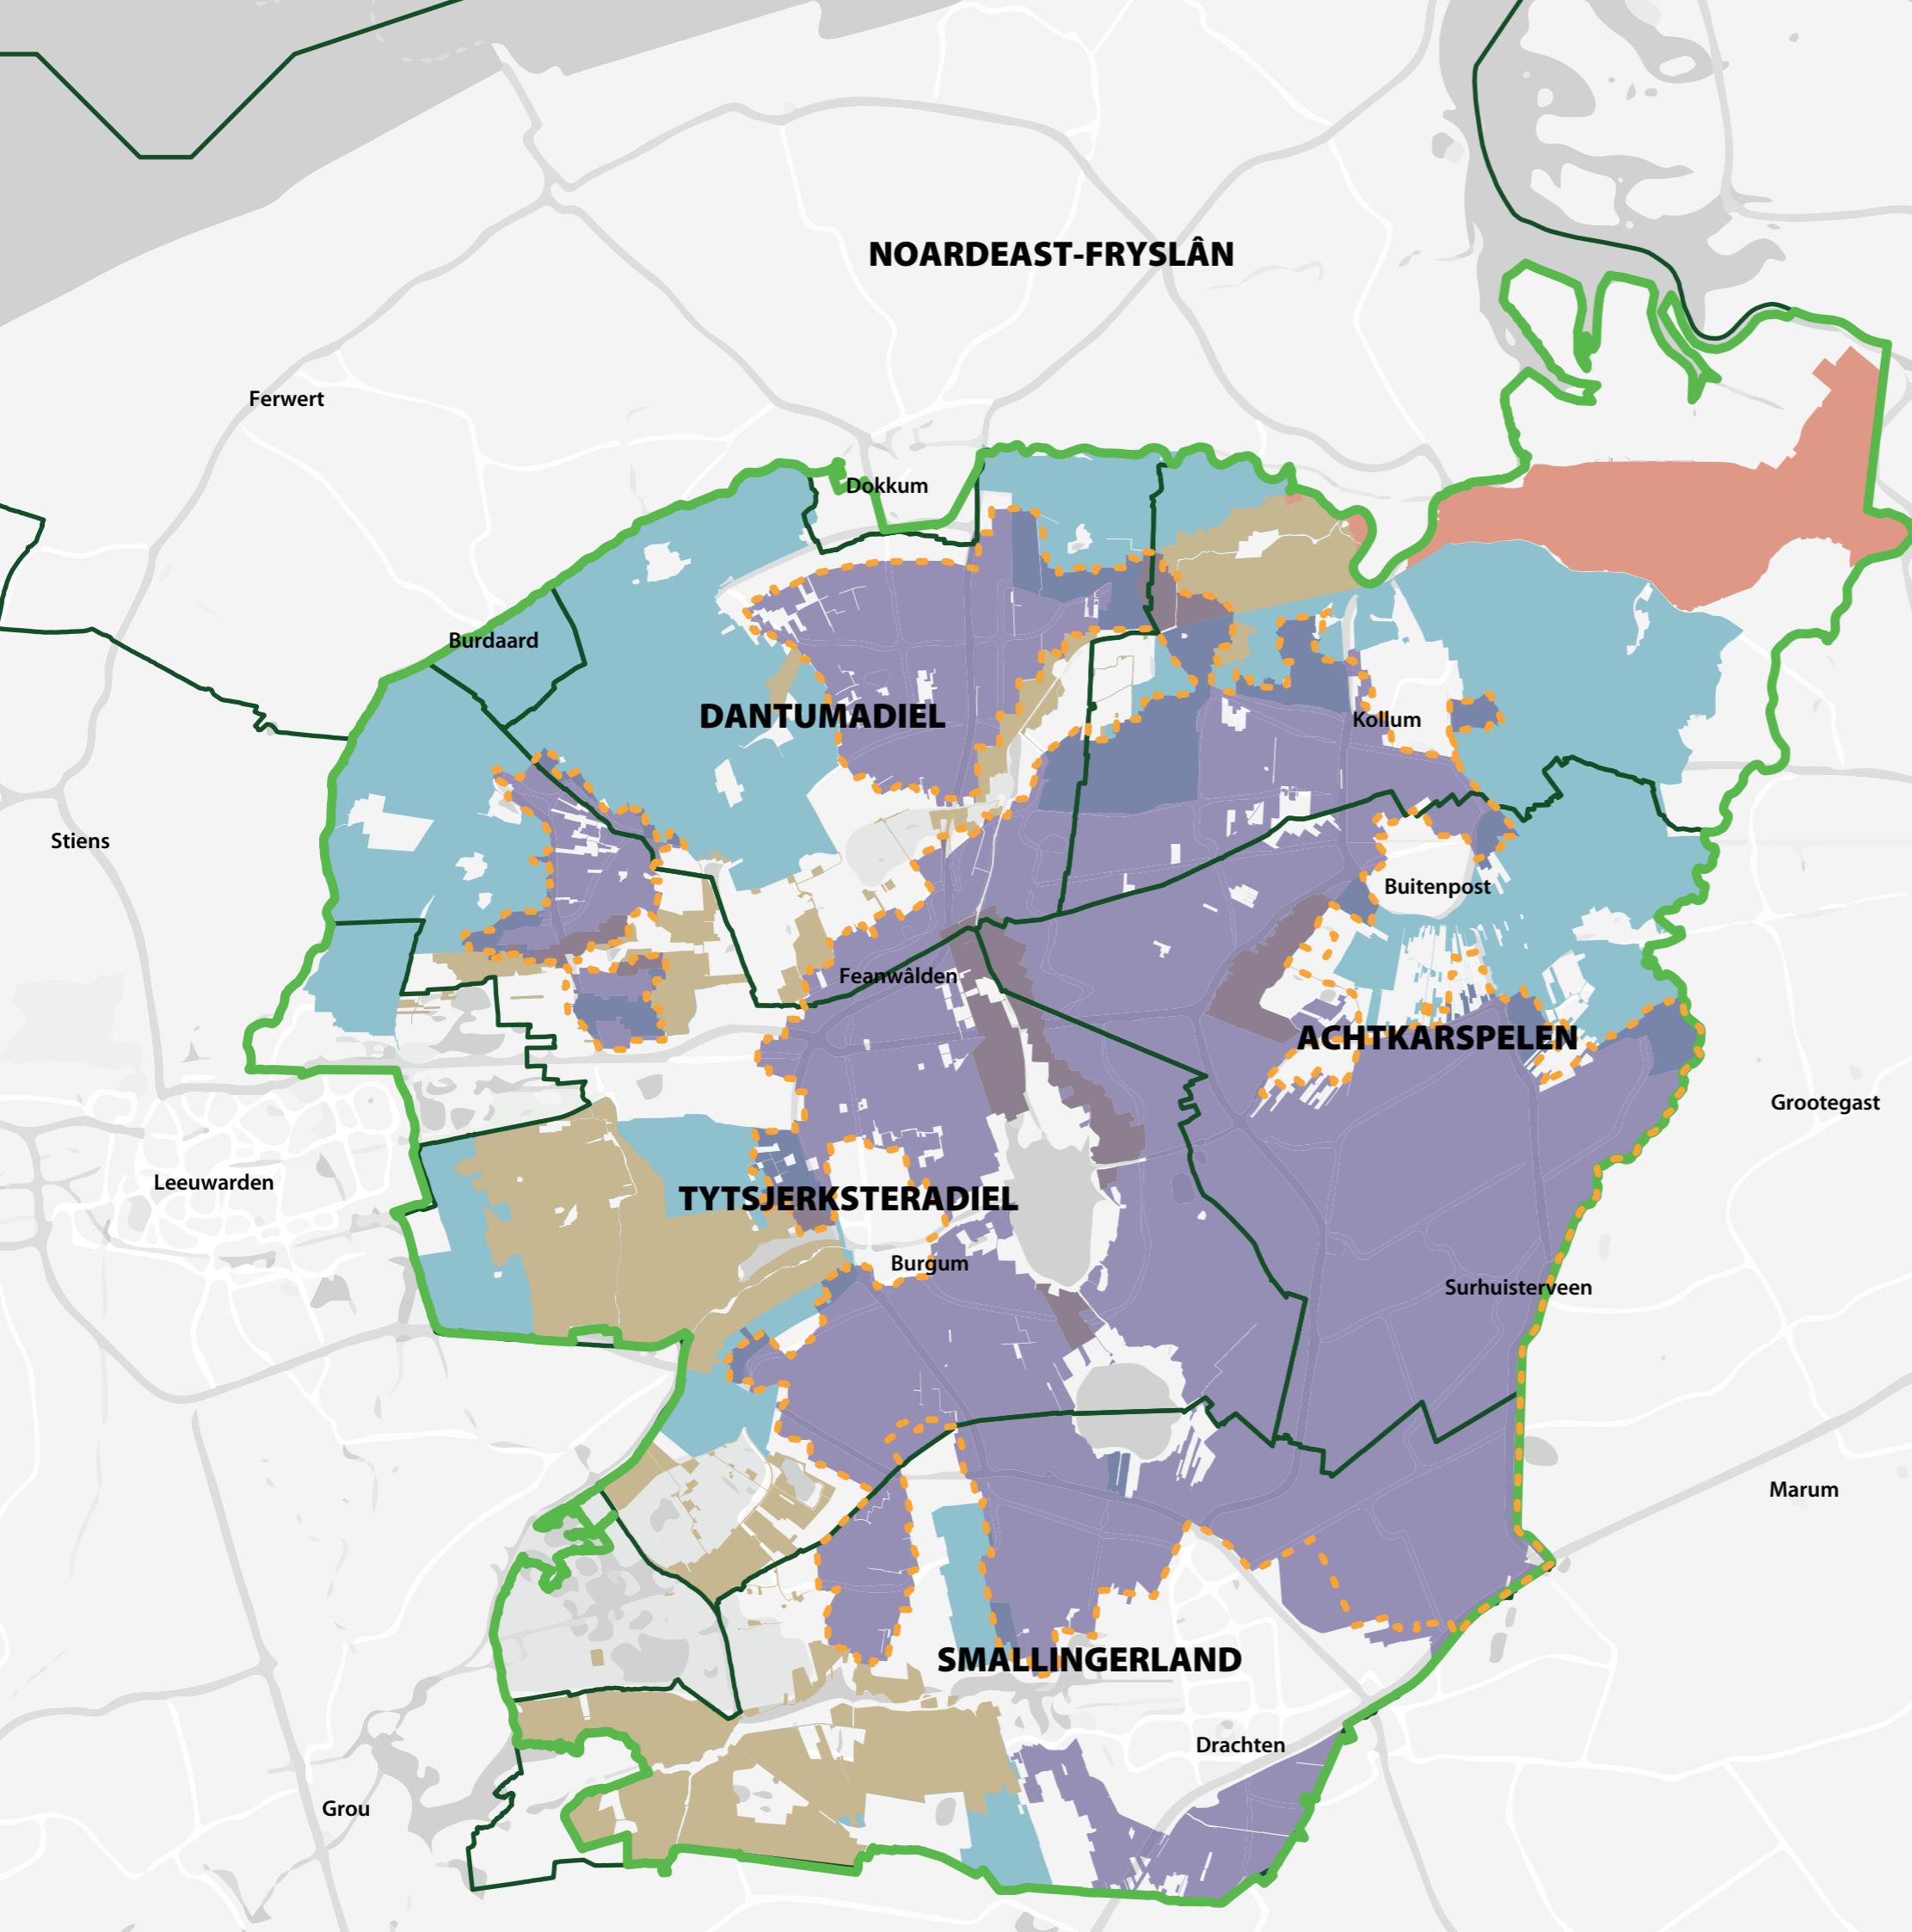 NOARDEAST-FRYSLÂN
Ferwert
Dokkum
Burdaard
DANTUMADIEL
Kollum
Stiens
Buitenpost
Feanwâlden
ACHTKARSPELEN
Grootegast
Leeuwarden
TYTSJERKSTERADIEL
Burgum
Surhuisterveen
Marum
SMALLINGERLAND
Drachten
Grou